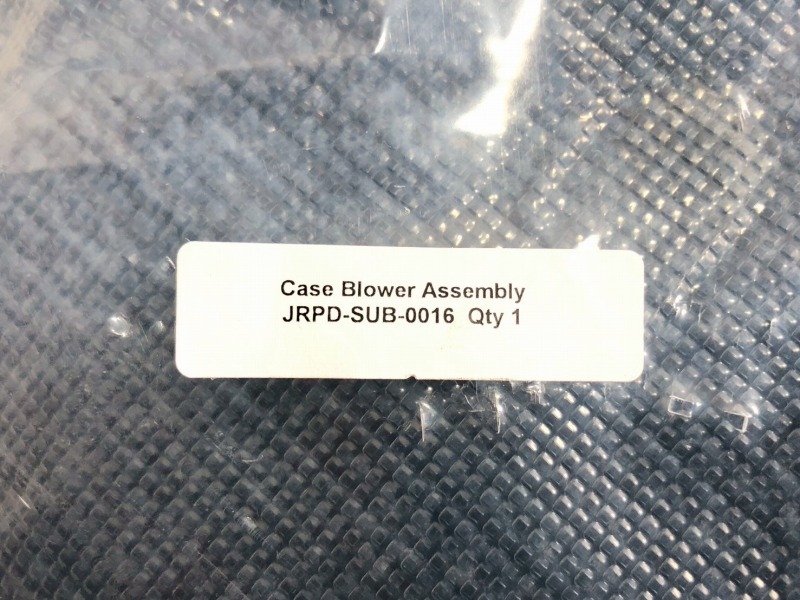 Case Blower Assembly
JRPD-SUB-0016 Qty 1